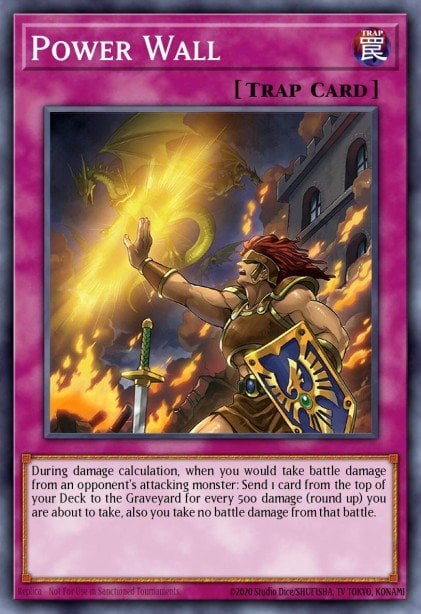 Power Wall
TRAP
罠
[Trap Card]
During damage calculation, when you would take battle damage
from an opponent's attacking monster: Send 1 card from the top of
your Deck to the Graveyard for every 500 damage (round up) you
are about to take, also you take no battle damage from that battle.
Replica - Not For Use in Sanctioned Tournaments
©2020 Studio Dice/SHUEISHA, TV TOKYO, KONAMI